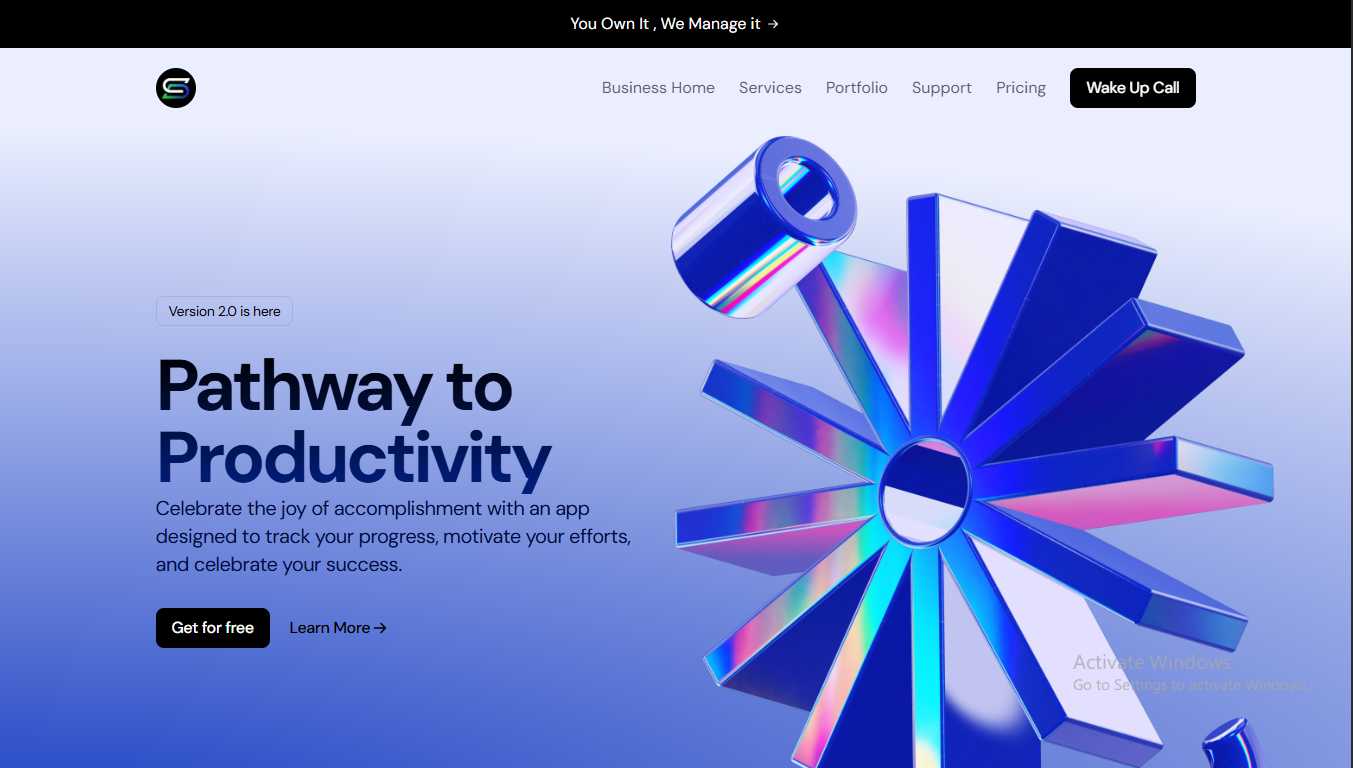 You Own It , We Manage it →
Business Home Services Portfolio Support Pricing Wake Up Call
Version 2.0 is here
Pathway to
Productivity
Celebrate the joy of accomplishment with an app
designed to track your progress, motivate your efforts,
and celebrate your success.
Get for free Learn More →
Activate Windows
Go to Settings to activate Windows.